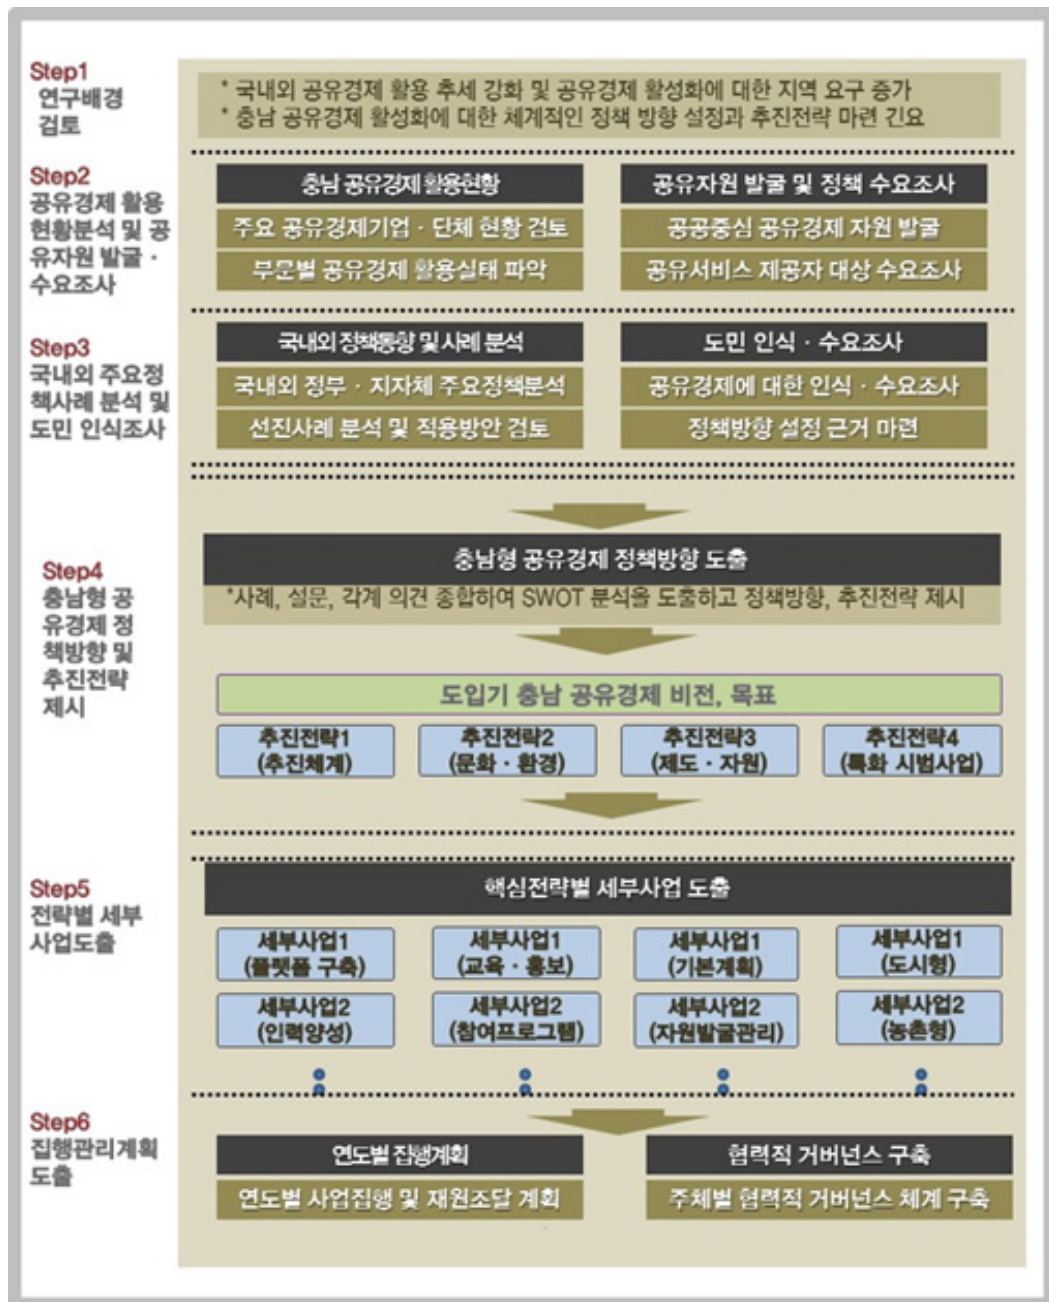 Step1
연구배경
검토
* 국내외 공유경제 활용 추세 강화 및 공유경제 활성화에 대한 지역 요구 증가
* 충남 공유경제 활성화에 대한 체계적인 정책 방향 설정과 추진전략 마련 긴요
Step2
공유경제 활용
현황분석 및 공
유자원 발굴 ·
수요조사
충남 공유경제 활용현황
주요 공유경제기업 · 단체 현황 검토
부문별 공유경제 활용실태 파악
공유자원 발굴 및 정책 수요조사
공공중심 공유경제 자원 발굴
공유서비스 제공자 대상 수요조사
Step3
국내외 주요정
책사례 분석 및
도민 인식조사
국내외 정책동향 및 사례 분석
국내외 정부 · 지자체 주요정책분석
선진사례 분석 및 적용방안 검토
도민 인식 · 수요조사
공유경제에 대한 인식 · 수요조사
정책방향 설정 근거 마련
Step4
충남형 공
유경제 정
책방향 및
추진전략
제시
충남형 공유경제 정책방향 도출
*사례, 설문, 각계 의견 종합하여 SWOT 분석을 도출하고 정책방향, 추진전략 제시
도입기 충남 공유경제 비전, 목표
추진전략1
(추진체계)
추진전략2
(문화 · 환경)
추진전략3
(제도 · 자원)
추진전략4
(특화 시범사업)
Step5
전략별 세부
사업도출
핵심전략별 세부사업 도출
세부사업1
(플랫폼 구축)
세부사업1
(교육 · 홍보)
세부사업1
(기본계획)
세부사업1
(도시형)
세부사업2
(인력양성)
세부사업2
(참여프로그램)
세부사업2
(자원발굴관리)
세부사업2
(농촌형)
Step6
집행관리계획
도출
연도별 집행계획
연도별 사업집행 및 재원조달 계획
협력적 거버넌스 구축
주체별 협력적 거버넌스 체계 구축